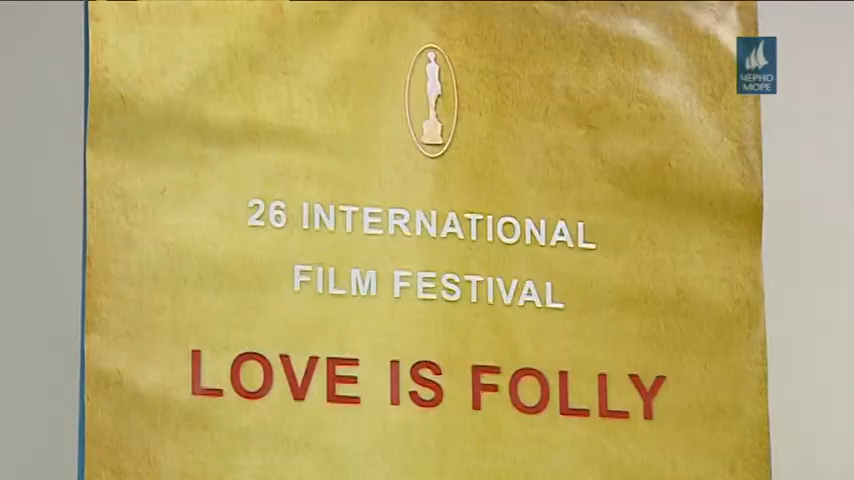 ЧЕРНО
МОРЕ
26 INTERNATIONAL
FILM FESTIVAL
LOVE IS FOLLY